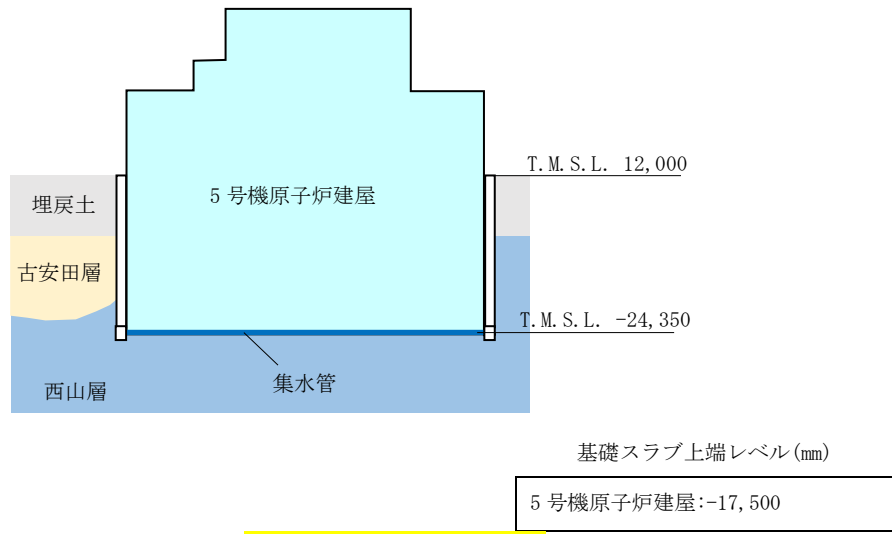 T.M.S.L. 12,000
埋戻土
5号機原子炉建屋
古安田層
T.M.S.L. -24,350
集水管
西山層
基礎スラブ上端レベル(㎜)
5号機原子炉建屋:-17,500